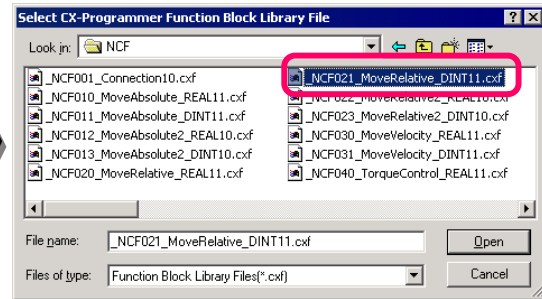 Select CX-Programmer Function Block Library File
Look in: NCF
_NCF001_Connection10.cxf
_NCF010_MoveAbsolute_REAL11.cxf
_NCF011_MoveAbsolute_DINT11.cxf
_NCF012_MoveAbsolute2_REAL10.cxf
_NCF013_MoveAbsolute2_DINT10.cxf
_NCF020_MoveRelative_REAL11.cxf
_NCF021_MoveRelative_DINT11.cxf
_NCF022_MoveRelative2_REAL10.cxf
_NCF023_MoveRelative2_DINT10.cxf
_NCF030_MoveVelocity_REAL11.cxf
_NCF031_MoveVelocity_DINT11.cxf
_NCF040_TorqueControl_REAL11.cxf
File name: _NCF021_MoveRelative_DINT11.cxf Open
Files of type: Function Block Library Files(*.cxf) Cancel